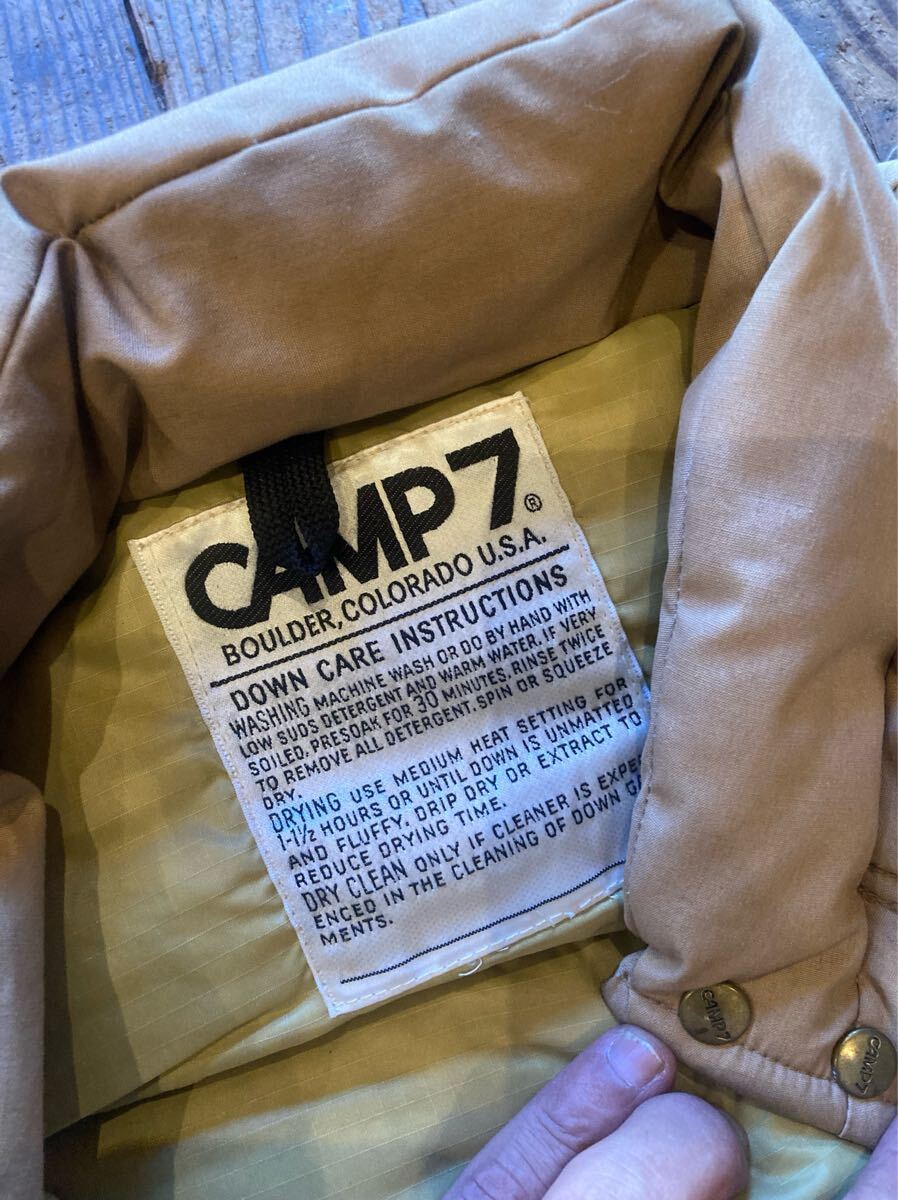 CAMP 7®
BOULDER, COLORADO U.S.A.
DOWN CARE INSTRUCTIONS
WASHING MACHINE WASH OR DO BY HAND WITH
LOW SUDS DETERGENT AND WARM WATER. IF VERY
SOILED, PRESOAK FOR 30 MINUTES. RINSE TWICE
TO REMOVE ALL DETERGENT. SPIN OR SQUEEZE
DRY.
DRYING USE MEDIUM HEAT SETTING FOR
1-1½ HOURS OR UNTIL DOWN IS UNMATTED
AND FLUFFY. DRIP DRY OR EXTRACT TO
REDUCE DRYING TIME.
DRY CLEAN ONLY IF CLEANER IS EXPE
ENCED IN THE CLEANING OF DOWN GA
MENTS.
CAMP7
CAMP7